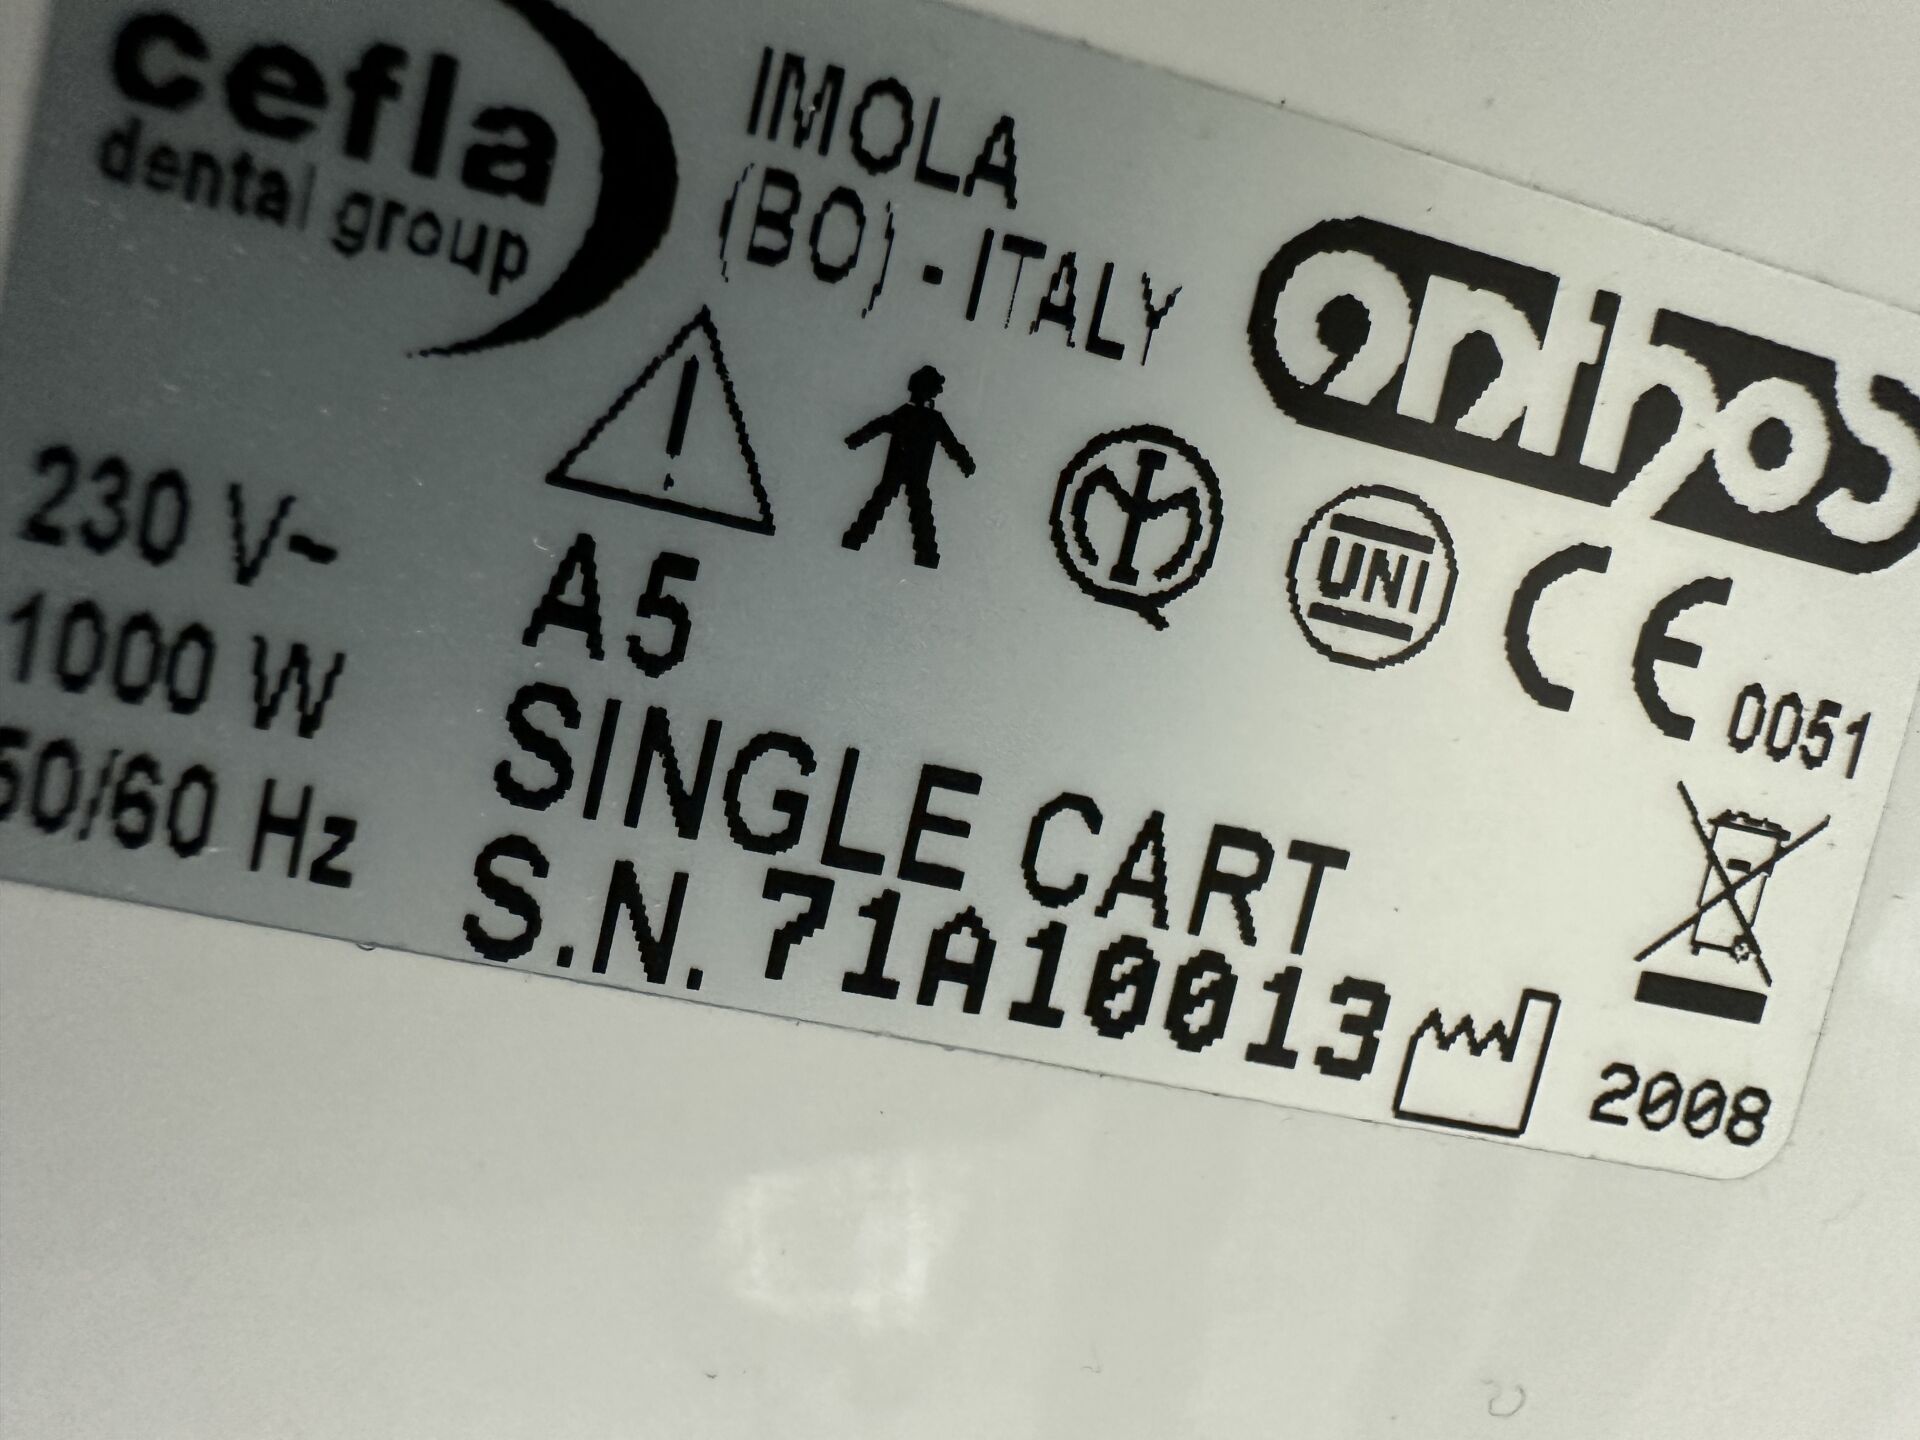 cefla
dental group
IMOLA
(BO) - ITALY
anthos
230 V~
1000 W
50/60 Hz
UNI
CE 0051
A5
SINGLE CART
S.N. 71A10013
2008